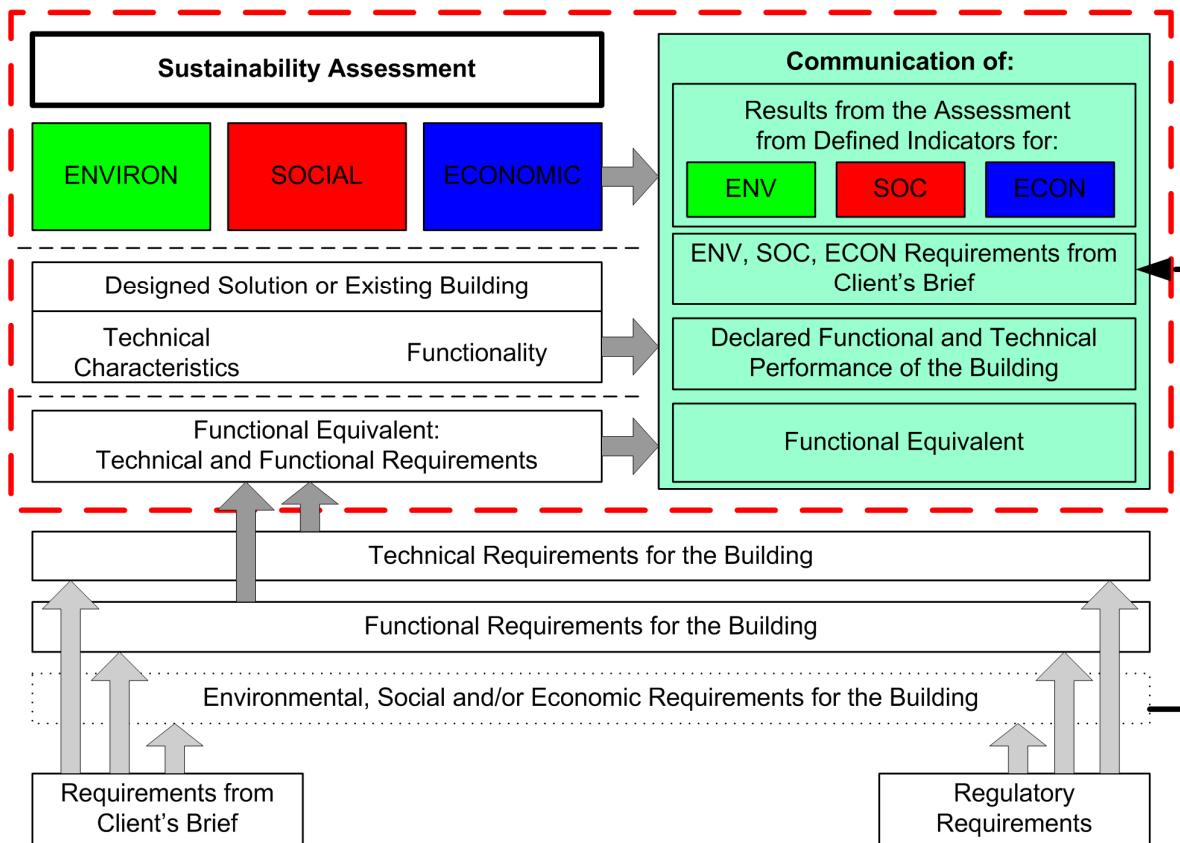 Sustainability Assessment
ENVIRON
SOCIAL
ECONOMIC
Communication of:
Results from the Assessment
from Defined Indicators for:
ENV
SOC
ECON
ENV, SOC, ECON Requirements from
Client's Brief
Designed Solution or Existing Building
Technical
Characteristics
Functionality
Declared Functional and Technical
Performance of the Building
Functional Equivalent:
Technical and Functional Requirements
Functional Equivalent
Technical Requirements for the Building
Functional Requirements for the Building
Environmental, Social and/or Economic Requirements for the Building
Requirements from
Client's Brief
Regulatory
Requirements